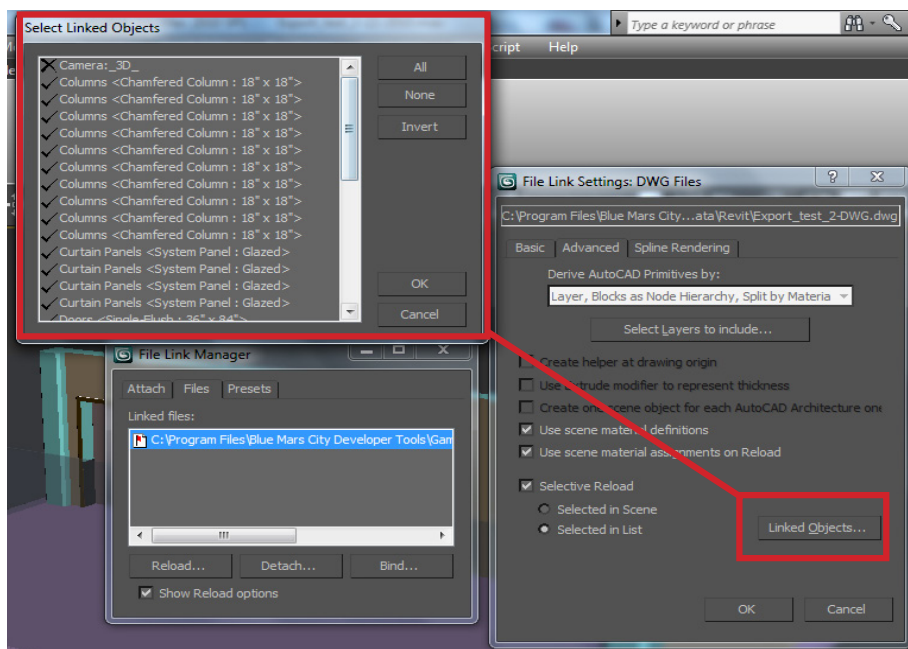 Select Linked Objects
Type a keyword or phrase
cript Help
Camera:_3D_
Columns <Chamfered Column : 18" x 18">
Columns <Chamfered Column : 18" x 18">
Columns <Chamfered Column : 18" x 18">
Columns <Chamfered Column : 18" x 18">
Columns <Chamfered Column : 18" x 18">
Columns <Chamfered Column : 18" x 18">
Columns <Chamfered Column : 18" x 18">
Columns <Chamfered Column : 18" x 18">
Columns <Chamfered Column : 18" x 18">
Columns <Chamfered Column : 18" x 18">
Curtain Panels <System Panel : Glazed>
Curtain Panels <System Panel : Glazed>
Curtain Panels <System Panel : Glazed>
Curtain Panels <System Panel : Glazed>
Doors <Single-Flush : 36" x 84">
All
None
Invert
OK
Cancel
File Link Manager
Attach Files Presets
Linked files:
C:\Program Files\Blue Mars City Developer Tools\Gam
Reload... Detach... Bind...
Show Reload options
File Link Settings: DWG Files
C:\Program Files\Blue Mars City...ata\Revit\Export_test_2-DWG.dwg
Basic Advanced Spline Rendering
Derive AutoCAD Primitives by:
Layer, Blocks as Node Hierarchy, Split by Materia
Select Layers to include...
Create helper at drawing origin
Use Extrude modifier to represent thickness
Create one scene object for each AutoCAD Architecture one
Use scene material definitions
Use scene material assignments on Reload
Selective Reload
Selected in Scene
Selected in List
Linked Objects...
OK Cancel